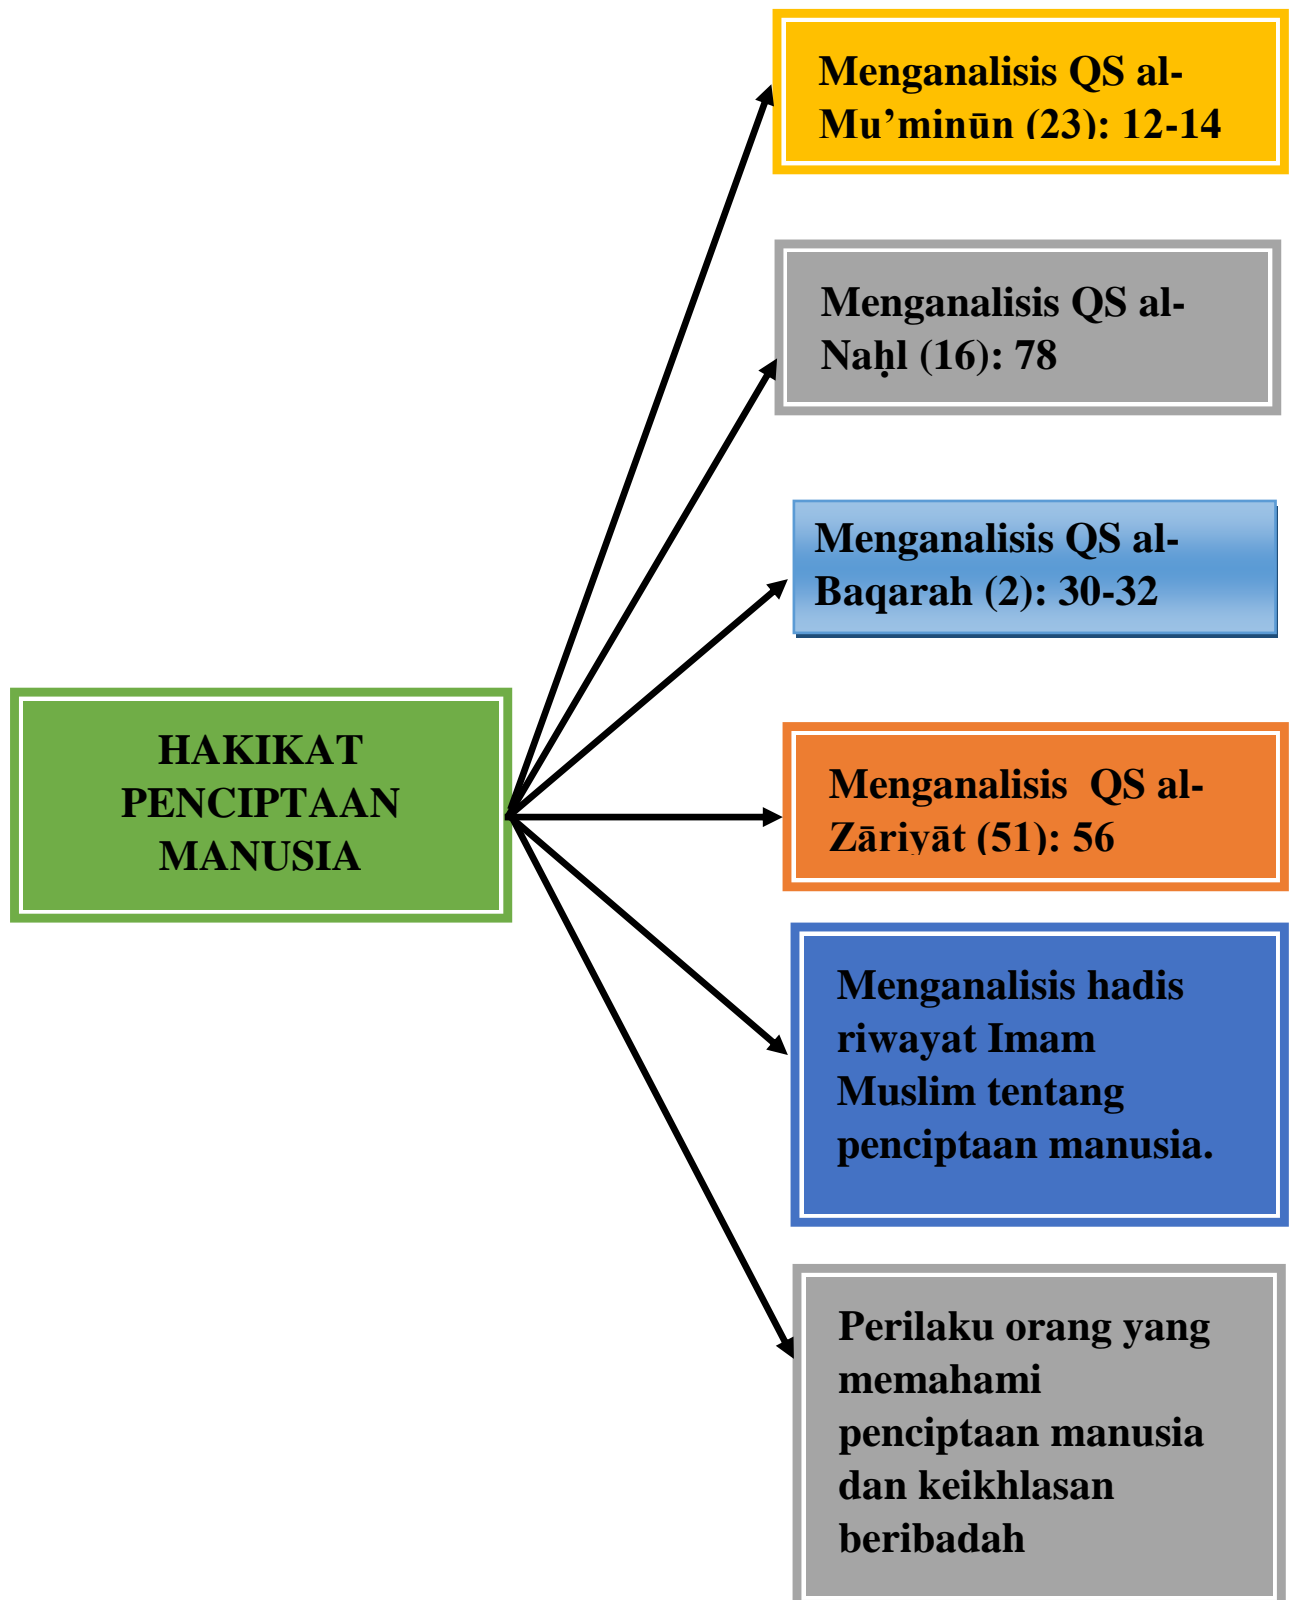 Menganalisis QS al-
Mu’minūn (23): 12-14
Menganalisis QS al-
Naḥl (16): 78
Menganalisis QS al-
Baqarah (2): 30-32
HAKIKAT
PENCIPTAAN
MANUSIA
Menganalisis QS al-
Zāriyāt (51): 56
Menganalisis hadis
riwayat Imam
Muslim tentang
penciptaan manusia.
Perilaku orang yang
memahami
penciptaan manusia
dan keikhlasan
beribadah